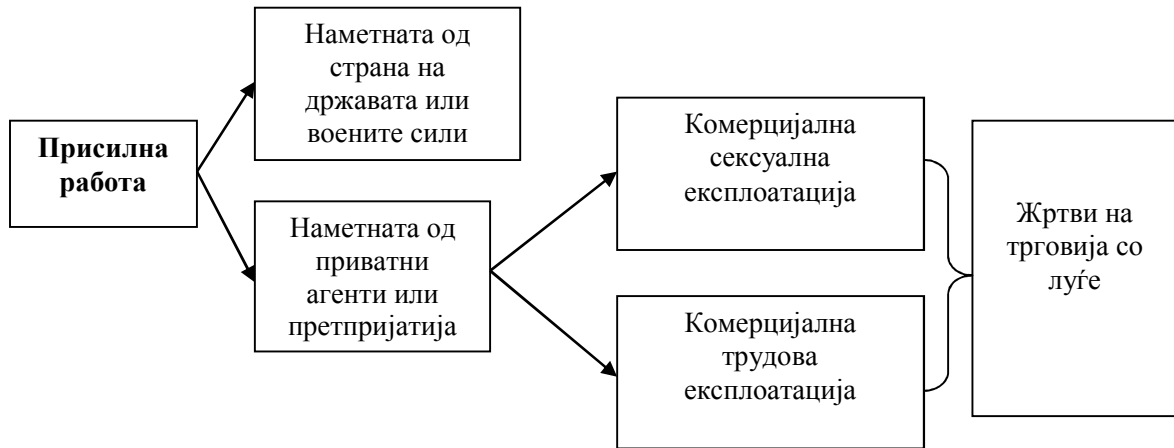 Присилна
работа
Наметната од
страна на
државата или
воените сили
Наметната од
приватни
агенти или
претпријатија
Комерцијална
сексуална
експлоатација
Комерцијална
трудова
експлоатација
Жртви на
трговија со
луѓе